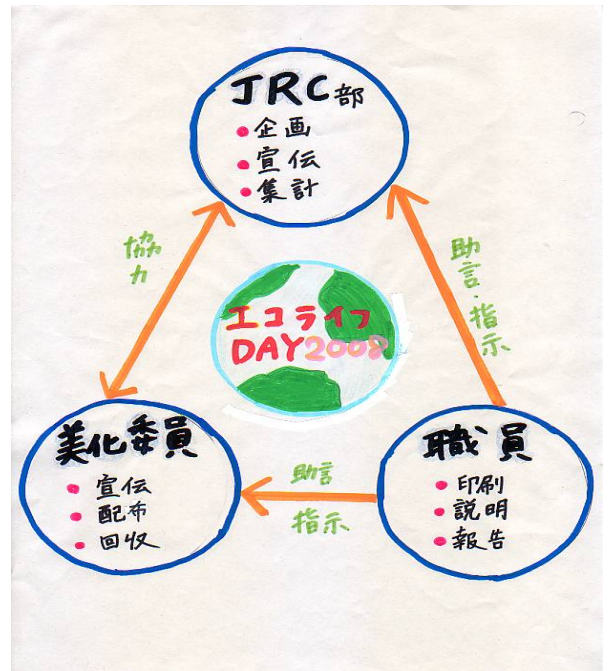 JRC部
・企画
・宣伝
・集計
協力
助言・指示
エコライフ
DAY2008
美化委員
・宣伝
・配布
・回収
助言
指示
職員
・印刷
・説明
・報告